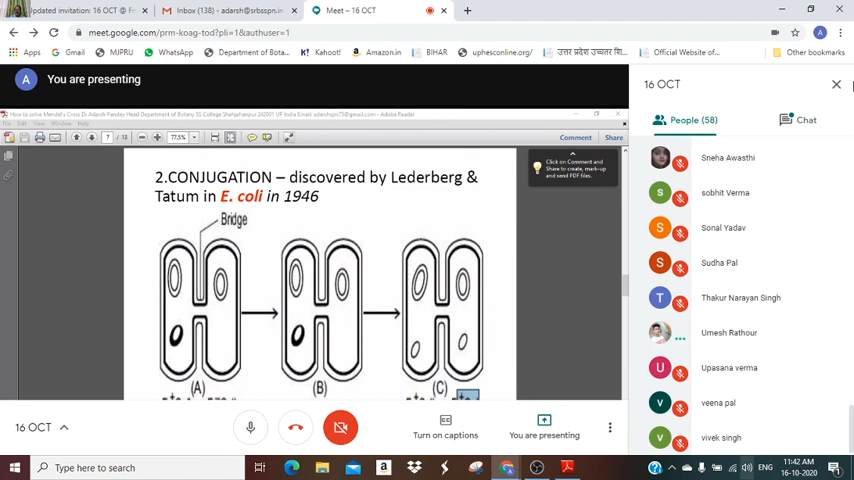 Updated invitation: 16 OCT @ Fr
Inbox (138) - adarsh@srbsspn.in
Meet – 16 OCT
meet.google.com/prm-koag-tod?pli=1&authuser=1
Apps
Gmail
MJPRU
WhatsApp
Department of Bota...
Kahoot!
Amazon.in
BIHAR
uphesconline.org/
उत्तर प्रदेश उच्चतर शि...
Official Website of...
Other bookmarks
A
You are presenting
16 OCT
How to solve Mendel's Cross Dr Adarsh Pandey Head Department of Botany SS College Shahjahanpur 242001 UP India Email: adarshspn73@gmail.com - Adobe Reader
File Edit View Window Help
7 / 13
77.5%
Comment
Share
Click on Comment and
Share to create, mark-up
and send PDF files.
2.CONJUGATION – discovered by Lederberg &
Tatum in E. coli in 1946
Bridge
(A)
(B)
(C)
People (58)
Chat
Sneha Awasthi
s
sobhit Verma
S
Sonal Yadav
S
Sudha Pal
T
Thakur Narayan Singh
Umesh Rathour
U
Upasana verma
V
veena pal
V
vivek singh
16 OCT
Turn on captions
You are presenting
Type here to search
ENG
11:42 AM
16-10-2020